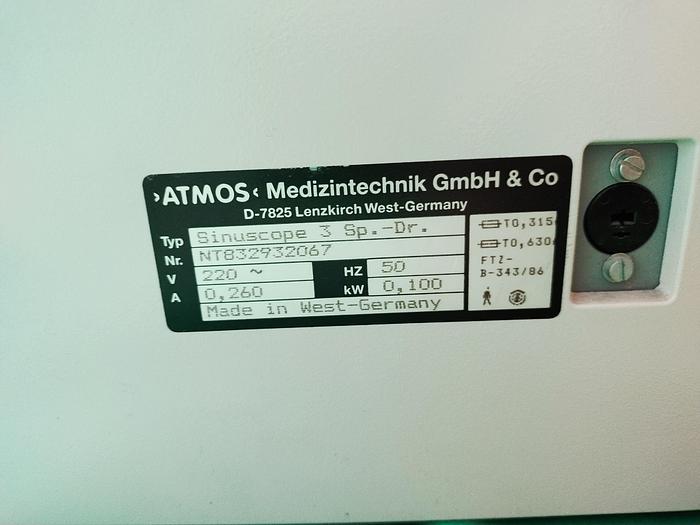 ›ATMOS‹ Medizintechnik GmbH & Co
D-7825 Lenzkirch West-Germany
Typ Sinuscope 3 Sp.-Dr.
Nr. NT832932067
V 220 ~ HZ 50
A 0,260 kW 0,100
Made in West-Germany
T0,315
T0,630
FTZ-
B-343/86